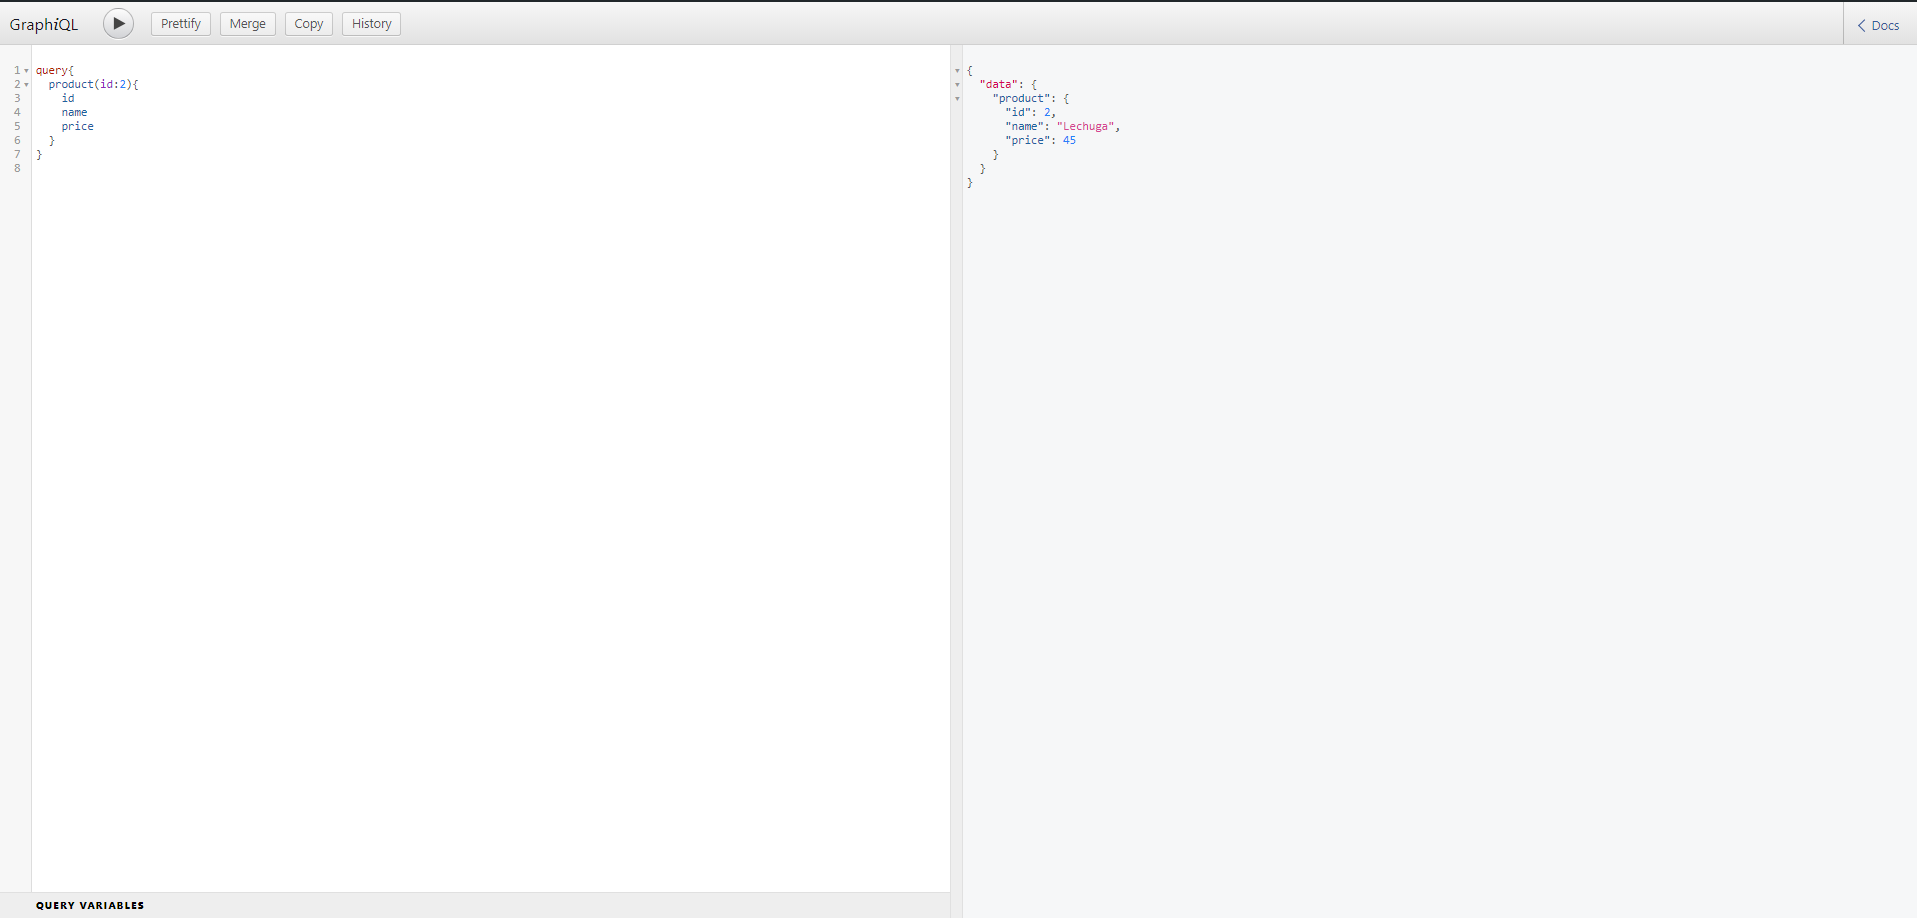 GraphiQL Prettify Merge Copy History Docs
1 query{
2 product(id:2){
3 id
4 name
5 price
6 }
7 }
8
{
"data": {
"product": {
"id": 2,
"name": "Lechuga",
"price": 45
}
}
}
QUERY VARIABLES